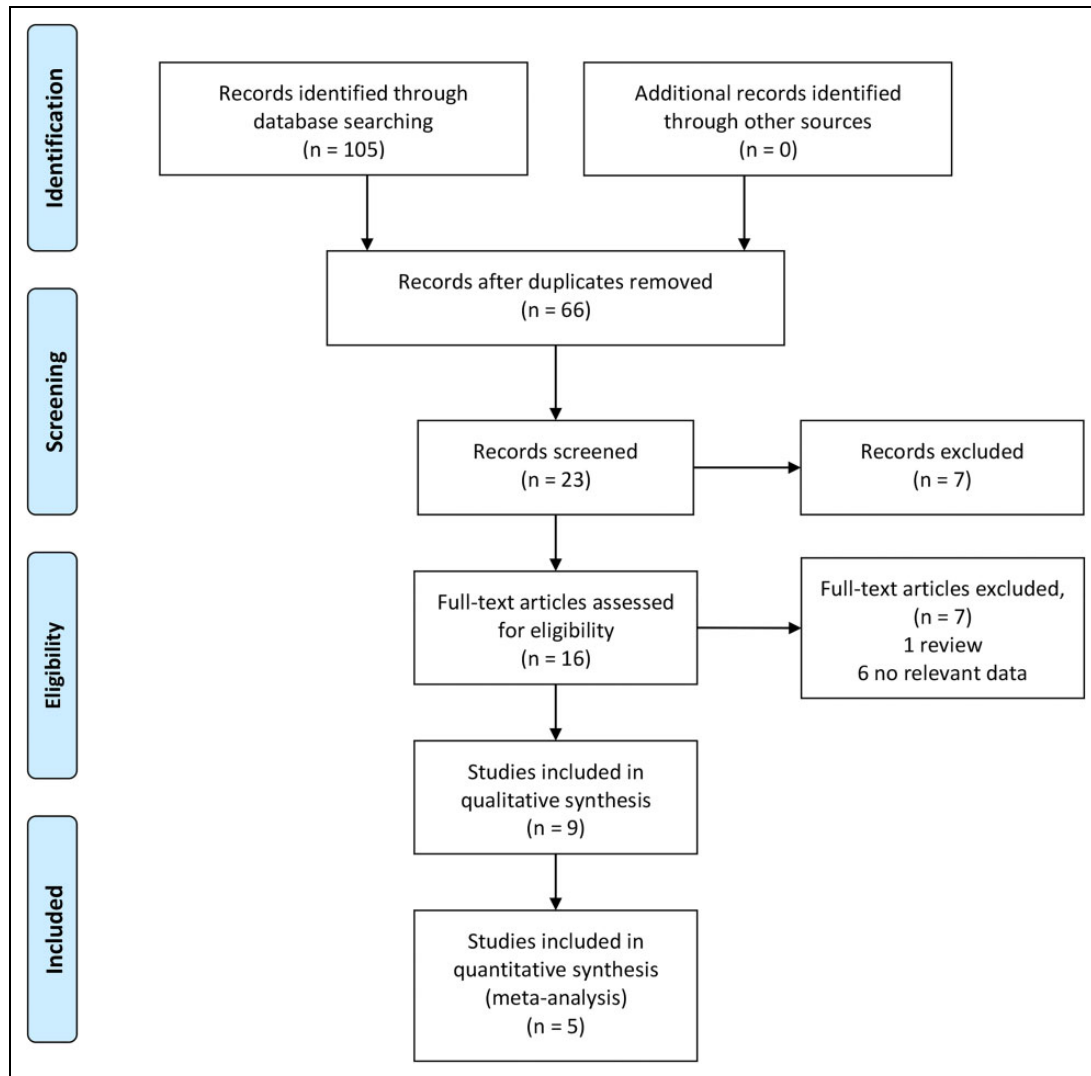 Identification
Records identified through
database searching
(n = 105)
Additional records identified
through other sources
(n = 0)
Records after duplicates removed
(n = 66)
Screening
Records screened
(n = 23)
Records excluded
(n = 7)
Eligibility
Full-text articles assessed
for eligibility
(n = 16)
Full-text articles excluded,
(n = 7)
1 review
6 no relevant data
Studies included in
qualitative synthesis
(n = 9)
Included
Studies included in
quantitative synthesis
(meta-analysis)
(n = 5)